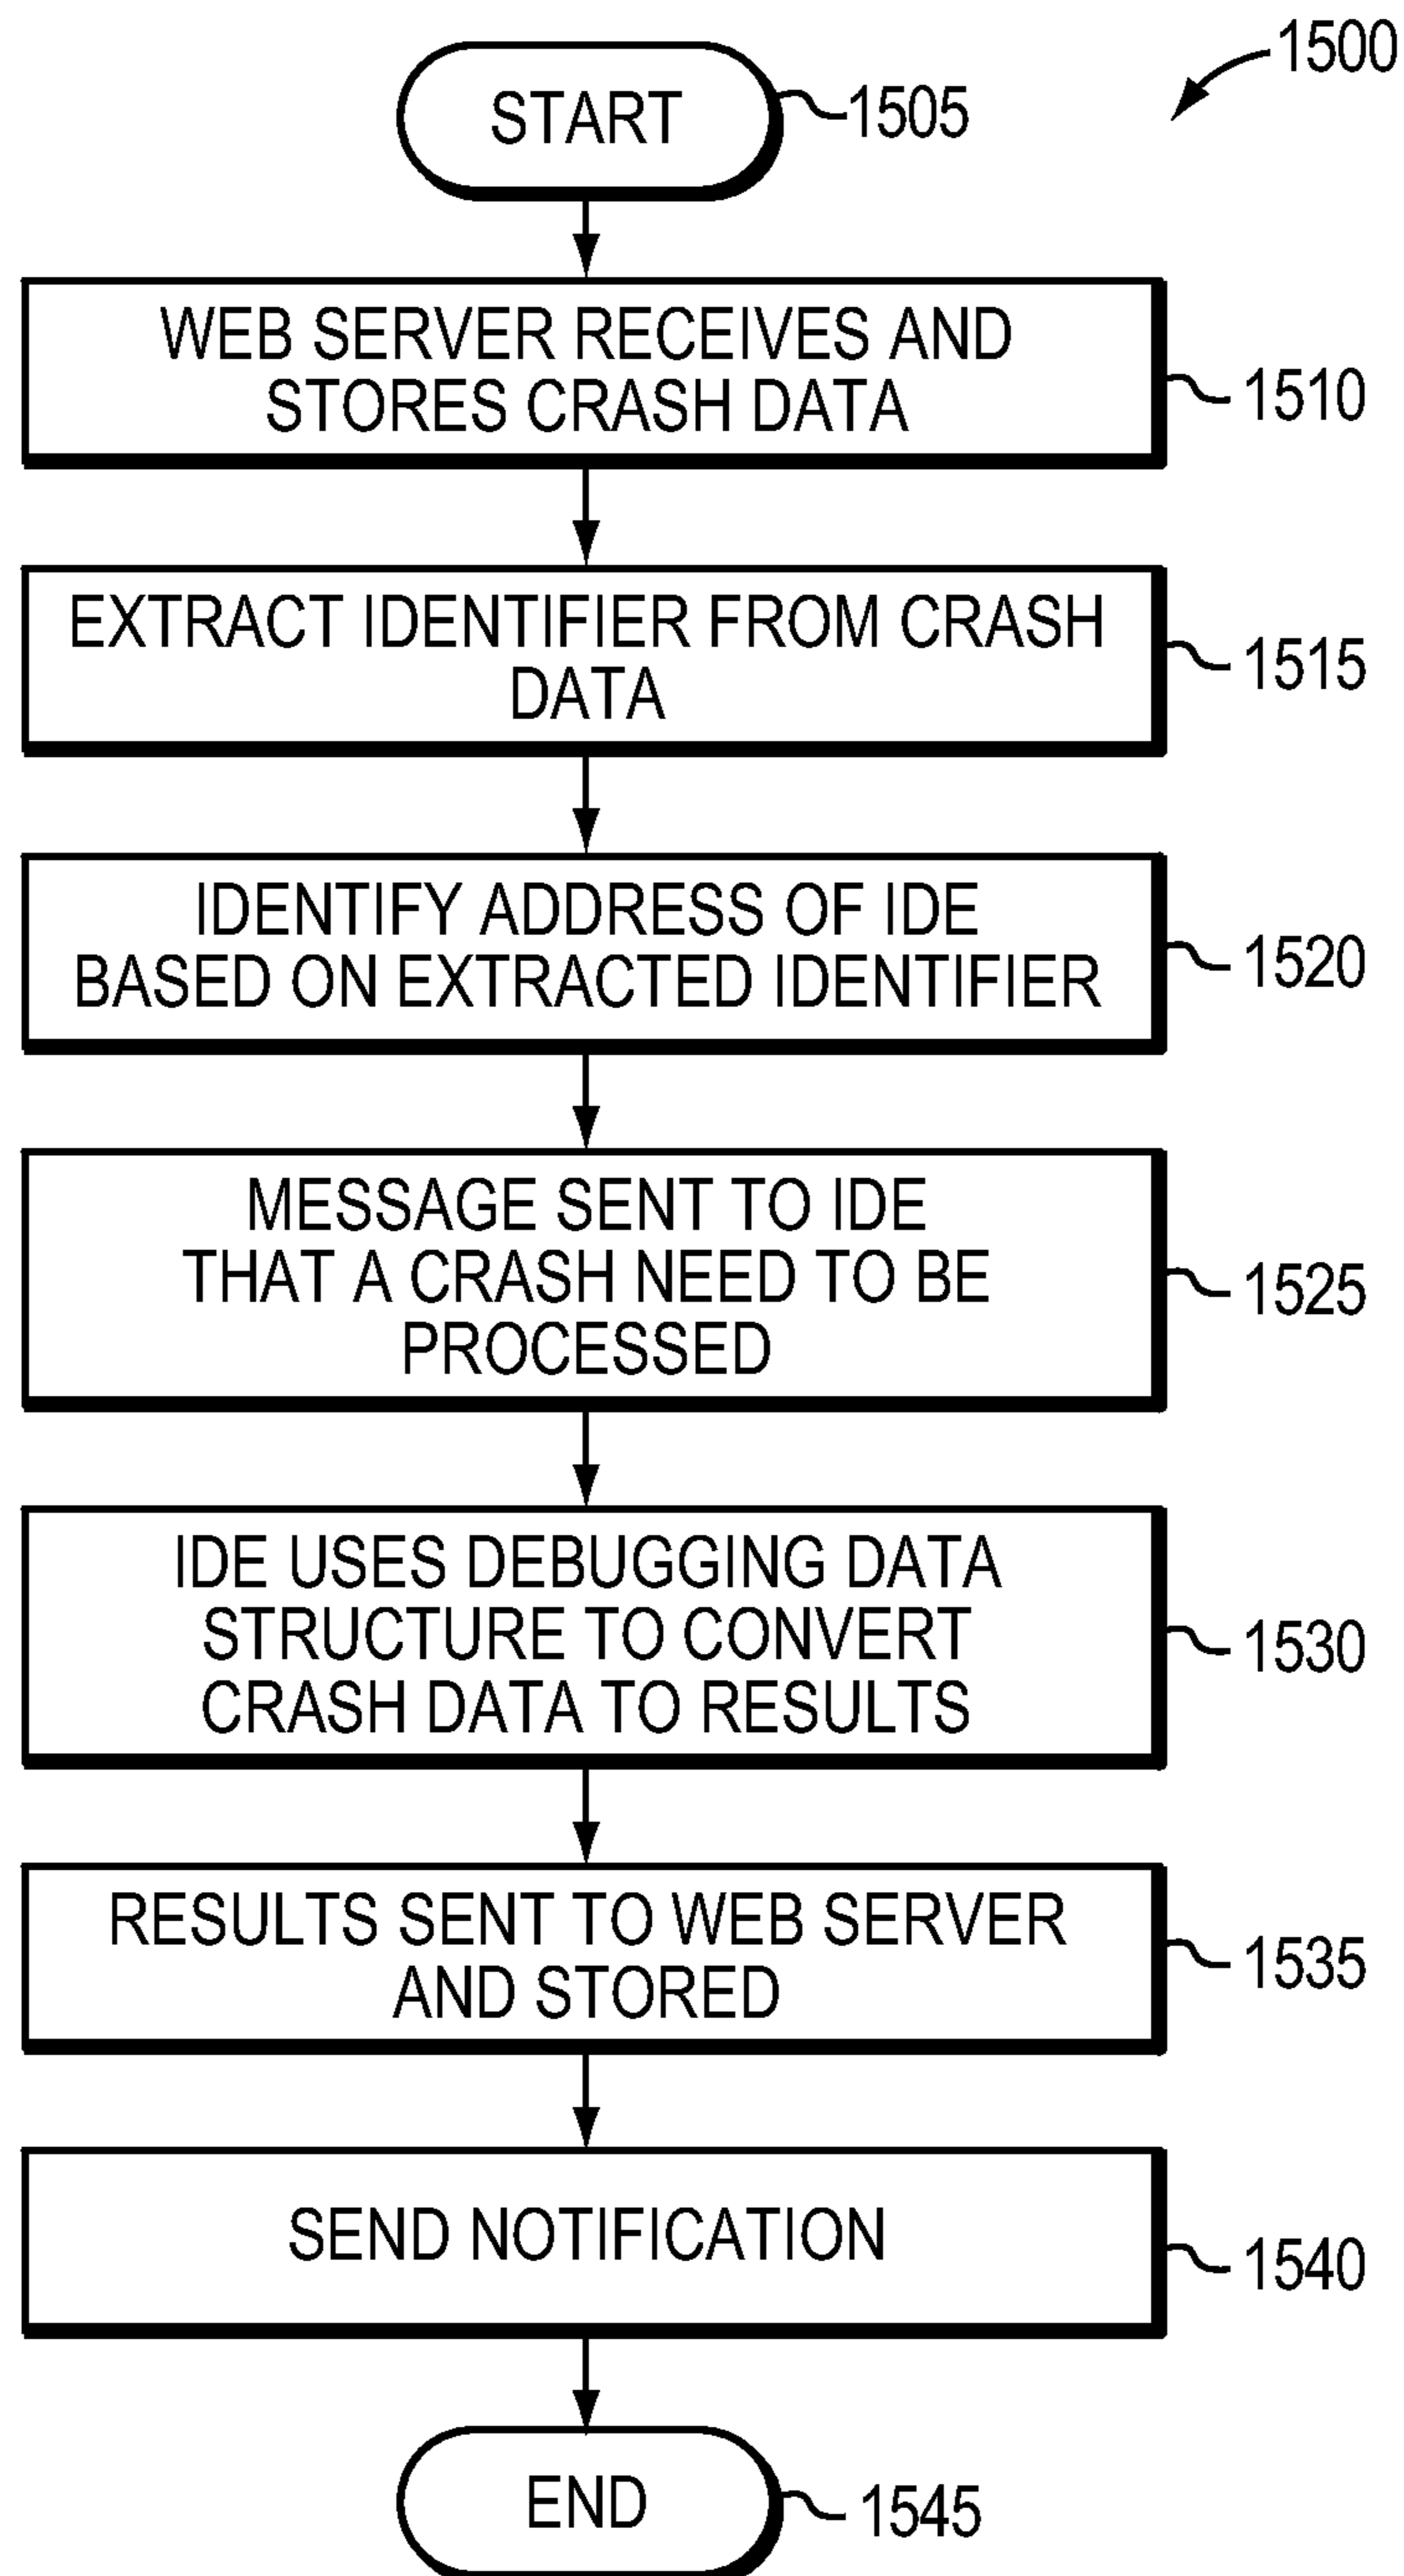 1500
START
1505
WEB SERVER RECEIVES AND
STORES CRASH DATA
1510
EXTRACT IDENTIFIER FROM CRASH
DATA
1515
IDENTIFY ADDRESS OF IDE
BASED ON EXTRACTED IDENTIFIER
1520
MESSAGE SENT TO IDE
THAT A CRASH NEED TO BE
PROCESSED
1525
IDE USES DEBUGGING DATA
STRUCTURE TO CONVERT
CRASH DATA TO RESULTS
1530
RESULTS SENT TO WEB SERVER
AND STORED
1535
SEND NOTIFICATION
1540
END
1545